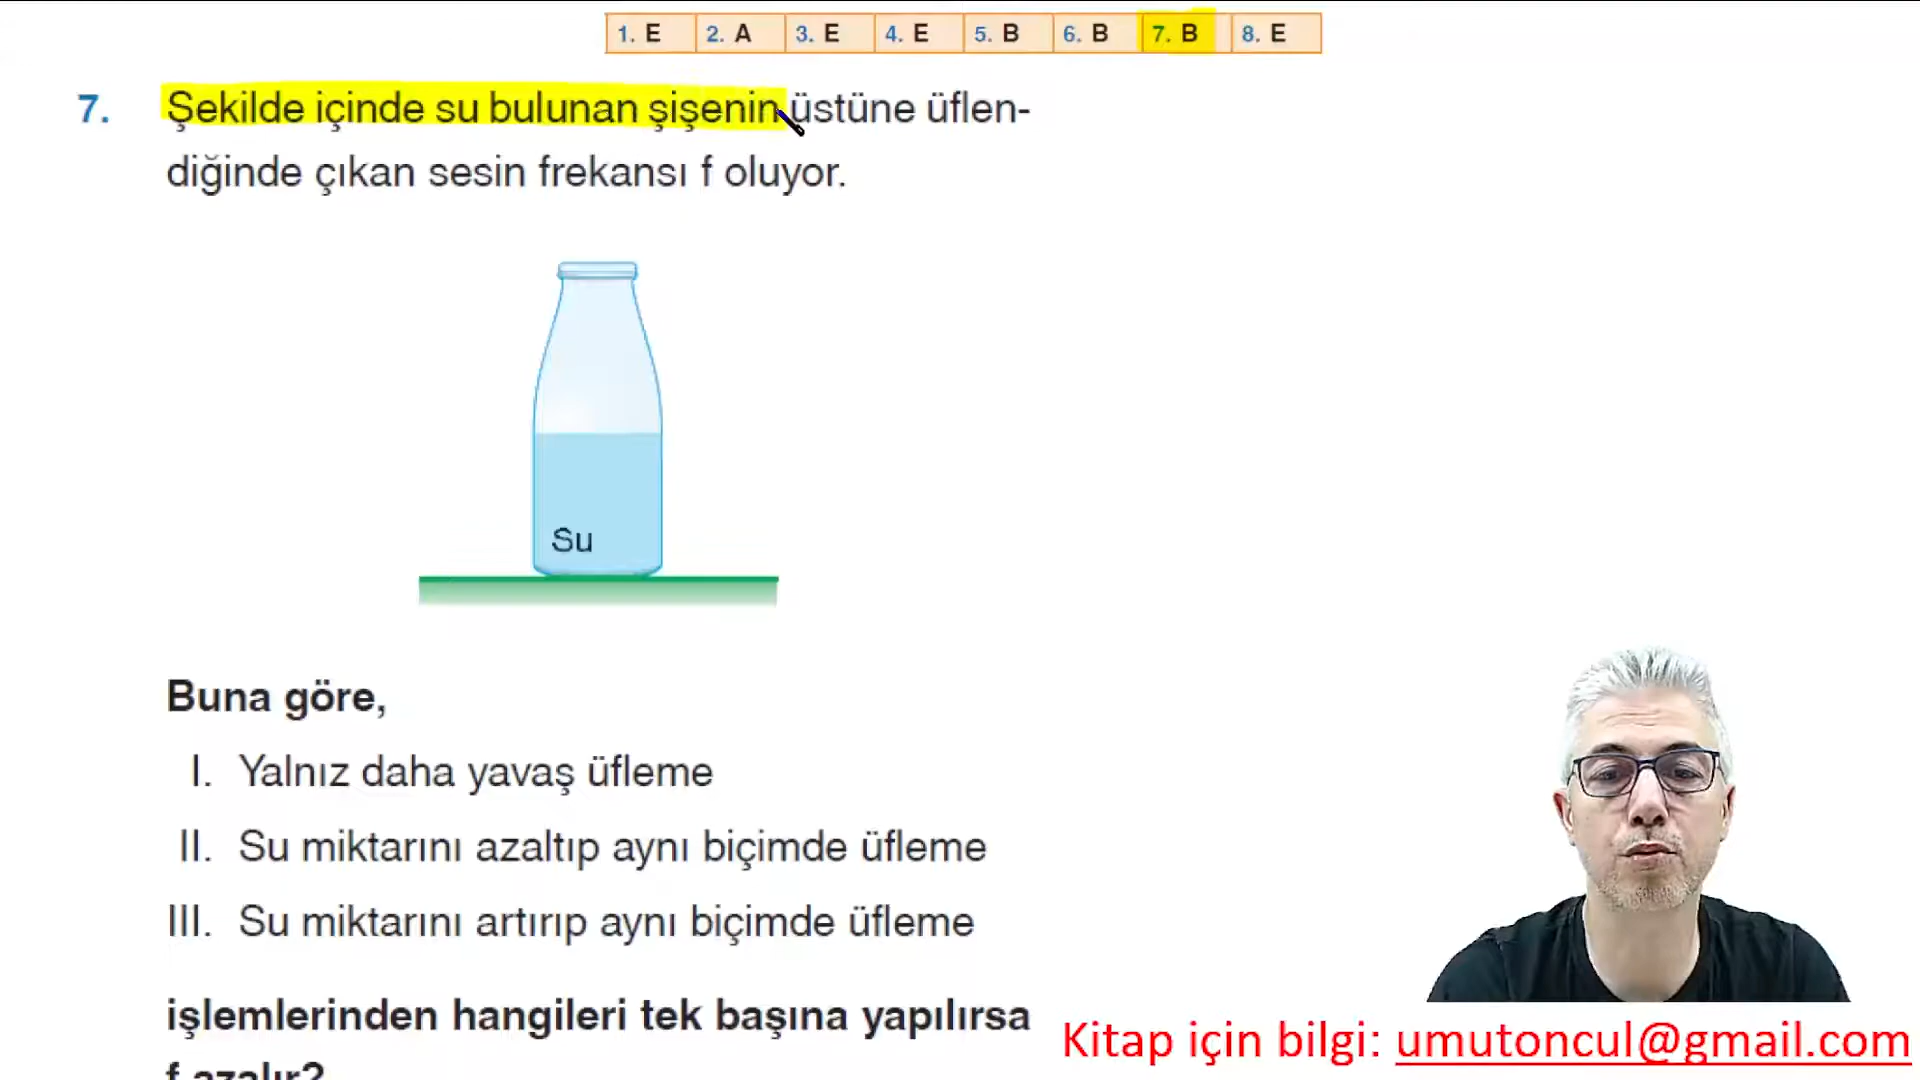 1. E 2. A 3. E 4. E 5. B 6. B 7. B 8. E
7. Şekilde içinde su bulunan şişenin üstüne üflen-
diğinde çıkan sesin frekansı f oluyor.
Su
Buna göre,
I. Yalnız daha yavaş üfleme
II. Su miktarını azaltıp aynı biçimde üfleme
III. Su miktarını artırıp aynı biçimde üfleme
işlemlerinden hangileri tek başına yapılırsa
f azalır?
Kitap için bilgi: umutoncul@gmail.com